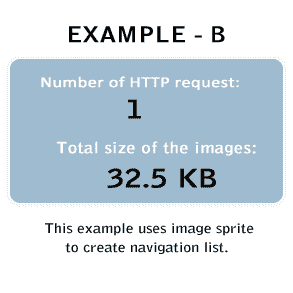 EXAMPLE - B
Number of HTTP request:
1
Total size of the images:
32.5 KB
This example uses image sprite
to create navigation list.